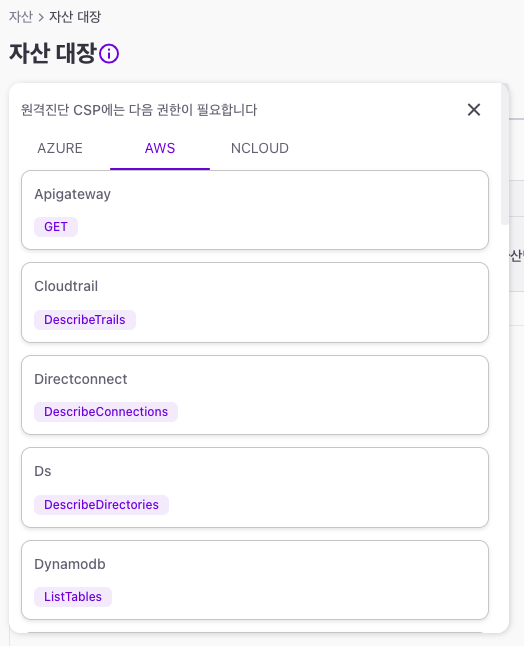 자산 > 자산 대장
자산 대장
원격진단 CSP에는 다음 권한이 필요합니다
AZURE AWS NCLOUD
Apigateway
GET
Cloudtrail
DescribeTrails
Directconnect
DescribeConnections
Ds
DescribeDirectories
Dynamodb
ListTables